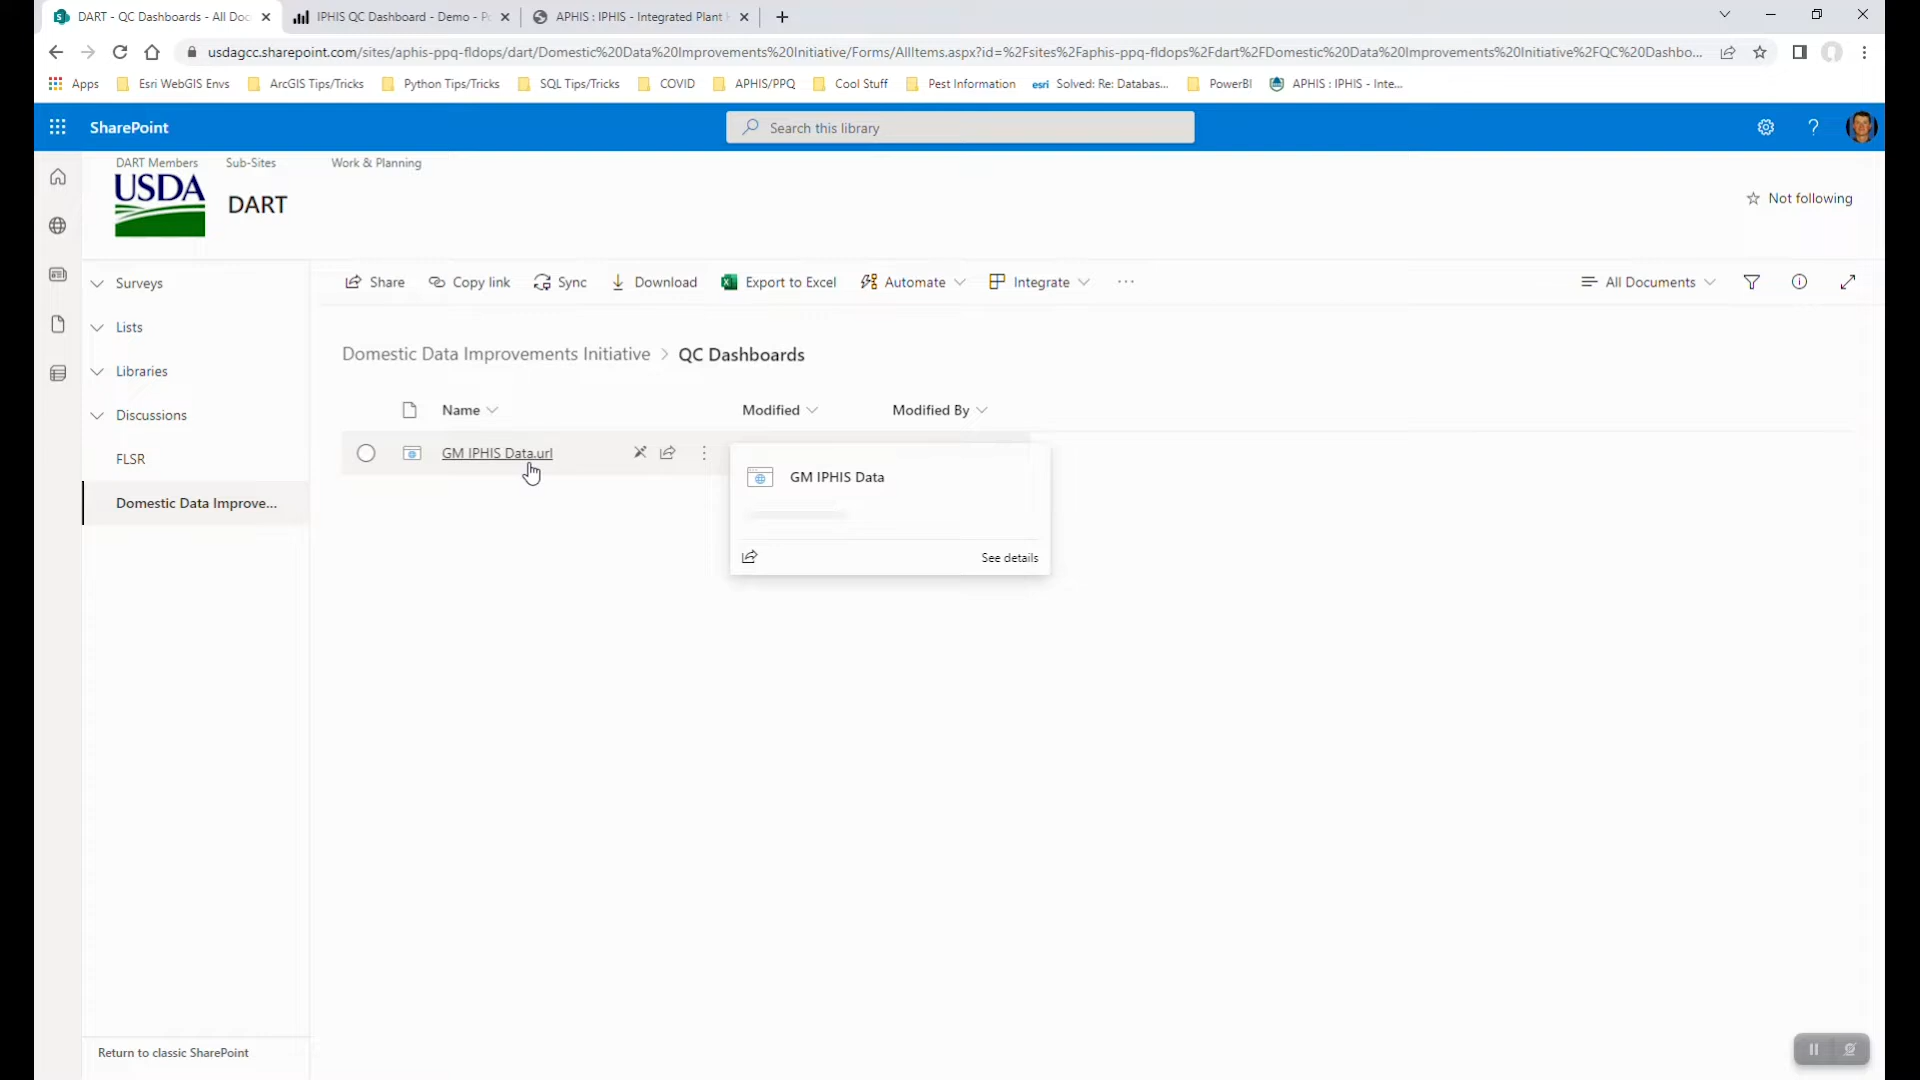 DART - QC Dashboards - All Doc
IPHIS QC Dashboard - Demo - Po
APHIS : IPHIS - Integrated Plant
usdagcc.sharepoint.com/sites/aphis-ppq-fldops/dart/Domestic%20Data%20Improvements%20Initiative/Forms/AllItems.aspx?id=%2Fsites%2Faphis-ppq-fldops%2Fdart%2FDomestic%20Data%20Improvements%20Initiative%2FQC%20Dashbo...
Apps
Esri WebGIS Envs
ArcGIS Tips/Tricks
Python Tips/Tricks
SQL Tips/Tricks
COVID
APHIS/PPQ
Cool Stuff
Pest Information
esri Solved: Re: Databas...
PowerBI
APHIS : IPHIS - Inte...
SharePoint
Search this library
?
DART Members
Sub-Sites
Work & Planning
USDA
DART
Not following
Surveys
Lists
Libraries
Discussions
FLSR
Domestic Data Improve...
Share
Copy link
Sync
Download
Export to Excel
Automate
Integrate
...
All Documents
Domestic Data Improvements Initiative > QC Dashboards
Name
Modified
Modified By
GM IPHIS Data.url
GM IPHIS Data
See details
Return to classic SharePoint